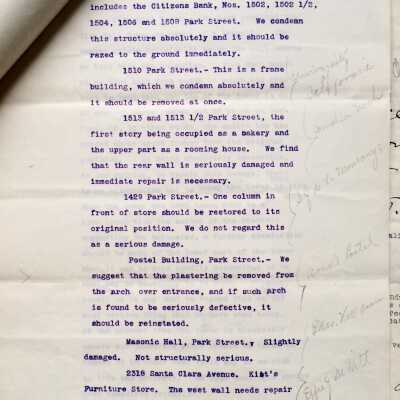 includes the Citizens Bank, Nos. 1502, 1502 1/2,
1504, 1506 and 1508 Park Street. We condemn
this structure absolutely and it should be
razed to the ground immediately.
1510 Park Street.- This is a frame
building, which we condemn absolutely and
it should be removed at once.
1513 and 1513 1/2 Park Street, the
first story being occupied as a bakery and
the upper part as a rooming house. We find
that the rear wall is seriously damaged and
immediate repair is necessary.
1429 Park Street.- One column in
front of store should be restored to its
original position. We do not regard this
as a serious damage.
Postel Building, Park Street.- We
suggest that the plastering be removed from
the arch over entrance, and if such arch
is found to be seriously defective, it
should be reinstated.
Masonic Hall, Park Street.; Slightly
damaged. Not structurally serious.
2318 Santa Clara Avenue. Kist's
Furniture Store. The west wall needs repair
University
California
Postel